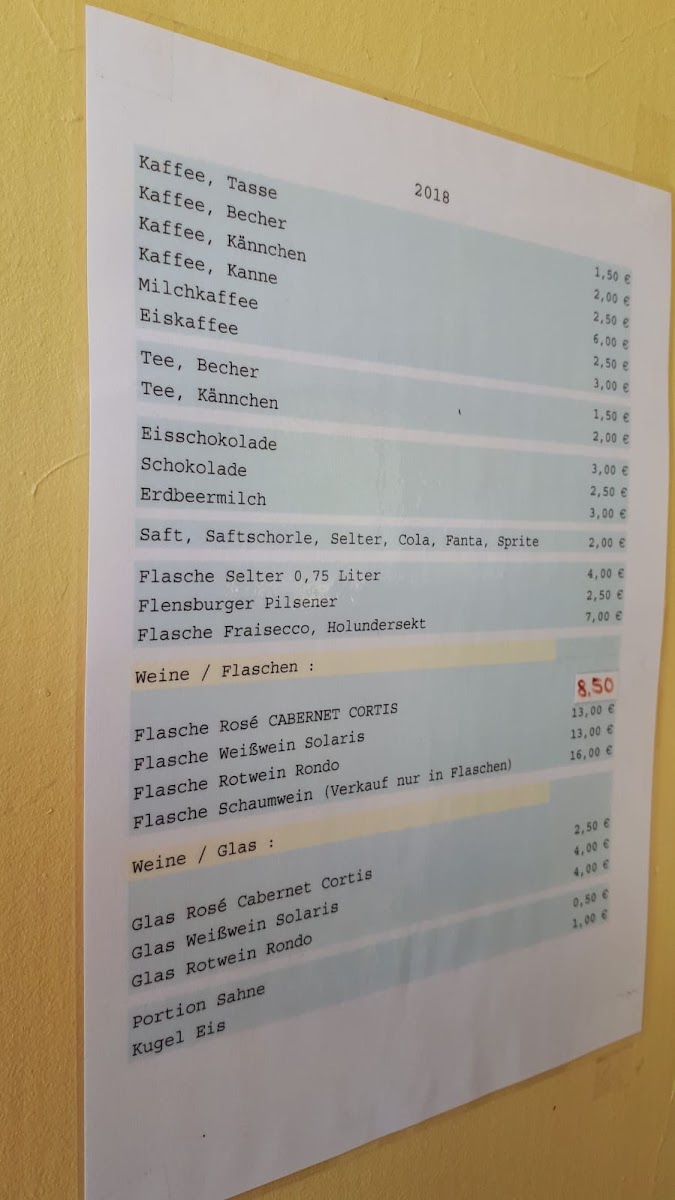 2018
Kaffee, Tasse 1,50 €
Kaffee, Becher 2,00 €
Kaffee, Kännchen 2,50 €
Kaffee, Kanne 6,00 €
Milchkaffee 2,50 €
Eiskaffee 3,00 €
Tee, Becher 1,50 €
Tee, Kännchen 2,00 €
Eisschokolade 3,00 €
Schokolade 2,50 €
Erdbeermilch 3,00 €
Saft, Saftschorle, Selter, Cola, Fanta, Sprite 2,00 €
Flasche Selter 0,75 Liter 4,00 €
Flensburger Pilsener 2,50 €
Flasche Fraisecco, Holundersekt 7,00 €
Weine / Flaschen :
Flasche Rosé CABERNET CORTIS 8,50
Flasche Weißwein Solaris 13,00 €
Flasche Rotwein Rondo 13,00 €
Flasche Schaumwein (Verkauf nur in Flaschen) 16,00 €
Weine / Glas :
Glas Rosé Cabernet Cortis 2,50 €
Glas Weißwein Solaris 4,00 €
Glas Rotwein Rondo 4,00 €
Portion Sahne 0,50 €
Kugel Eis 1,00 €